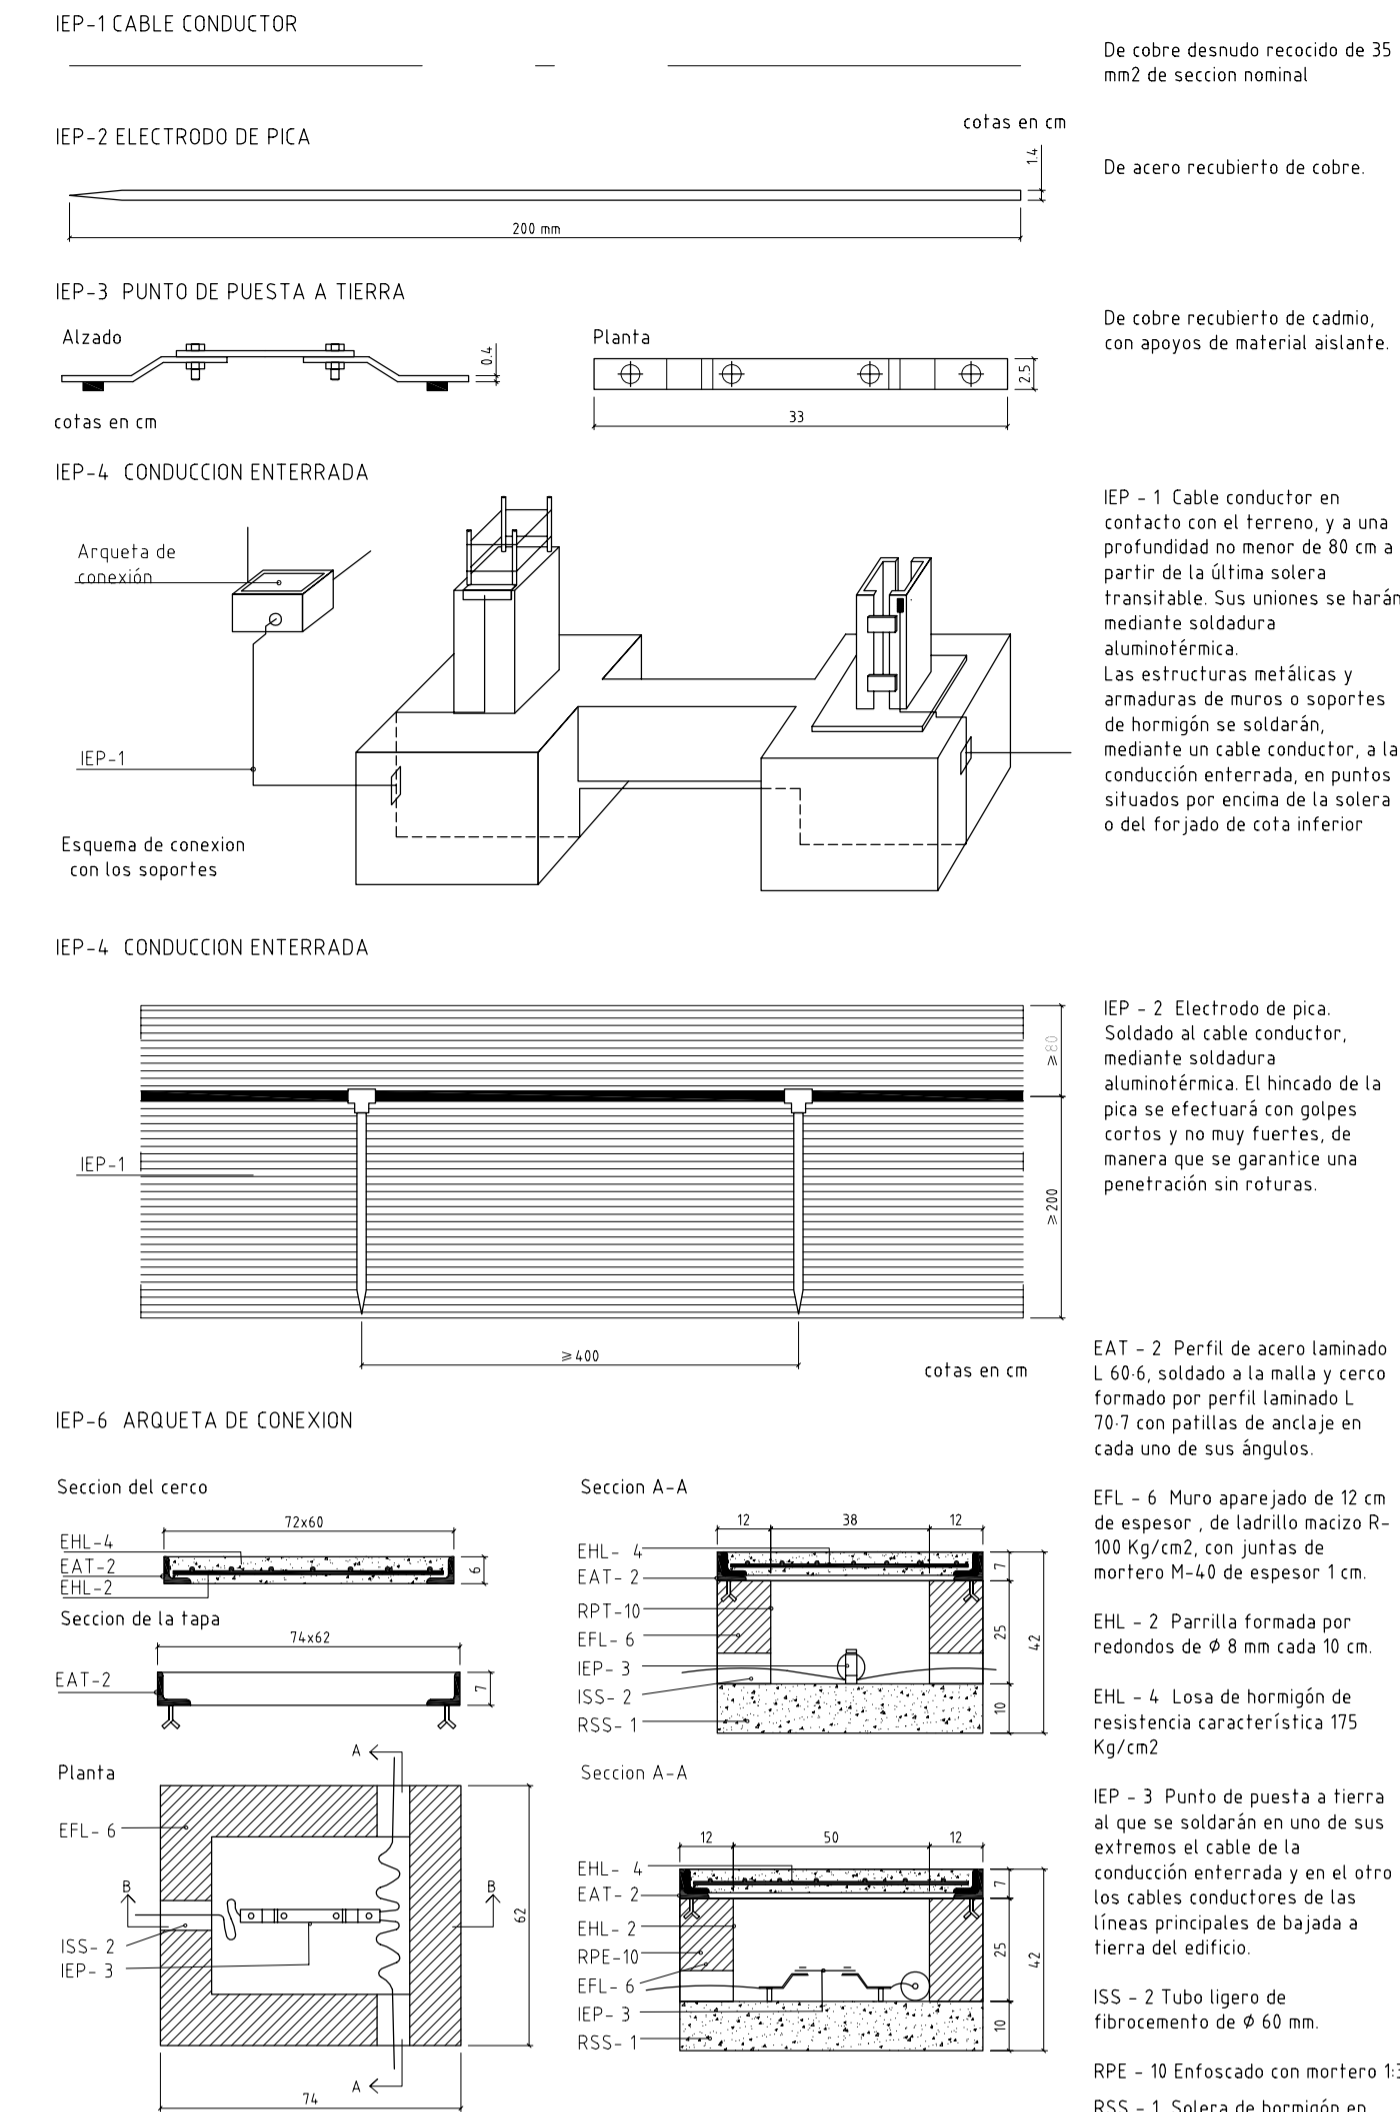 IEP-1 CABLE CONDUCTOR
De cobre desnudo recocido de 35
mm2 de seccion nominal
IEP-2 ELECTRODO DE PICA
cotas en cm
1.4
De acero recubierto de cobre.
200 mm
IEP-3 PUNTO DE PUESTA A TIERRA
Alzado
0.4
Planta
2.5
33
cotas en cm
De cobre recubierto de cadmio,
con apoyos de material aislante.
IEP-4 CONDUCCION ENTERRADA
Arqueta de
conexión
IEP-1
Esquema de conexion
con los soportes
IEP - 1 Cable conductor en
contacto con el terreno, y a una
profundidad no menor de 80 cm a
partir de la última solera
transitable. Sus uniones se harán
mediante soldadura
aluminotérmica.
Las estructuras metálicas y
armaduras de muros o soportes
de hormigón se soldarán,
mediante un cable conductor, a la
conducción enterrada, en puntos
situados por encima de la solera
o del forjado de cota inferior
IEP-4 CONDUCCION ENTERRADA
≥80
IEP-1
≥200
≥400
cotas en cm
IEP - 2 Electrodo de pica.
Soldado al cable conductor,
mediante soldadura
aluminotérmica. El hincado de la
pica se efectuará con golpes
cortos y no muy fuertes, de
manera que se garantice una
penetración sin roturas.
IEP-6 ARQUETA DE CONEXION
Seccion del cerco
72x60
EHL-4
EAT-2
EHL-2
6
Seccion de la tapa
74x62
EAT-2
7
Planta
A
EFL- 6
B
B
62
ISS- 2
IEP- 3
A
74
Seccion A-A
12
38
12
EHL- 4
EAT- 2
RPT-10
EFL- 6
IEP- 3
ISS- 2
RSS- 1
7
25
10
42
Seccion A-A
12
50
12
EHL- 4
EAT- 2
EHL- 2
RPE-10
EFL- 6
IEP- 3
RSS- 1
7
25
10
42
EAT - 2 Perfil de acero laminado
L 60·6, soldado a la malla y cerco
formado por perfil laminado L
70·7 con patillas de anclaje en
cada uno de sus ángulos.
EFL - 6 Muro aparejado de 12 cm
de espesor , de ladrillo macizo R-
100 Kg/cm2, con juntas de
mortero M-40 de espesor 1 cm.
EHL - 2 Parrilla formada por
redondos de ϕ 8 mm cada 10 cm.
EHL - 4 Losa de hormigón de
resistencia característica 175
Kg/cm2
IEP - 3 Punto de puesta a tierra
al que se soldarán en uno de sus
extremos el cable de la
conducción enterrada y en el otro
los cables conductores de las
líneas principales de bajada a
tierra del edificio.
ISS - 2 Tubo ligero de
fibrocemento de ϕ 60 mm.
RPE - 10 Enfoscado con mortero 1:3
RSS - 1 Solera de hormigón en